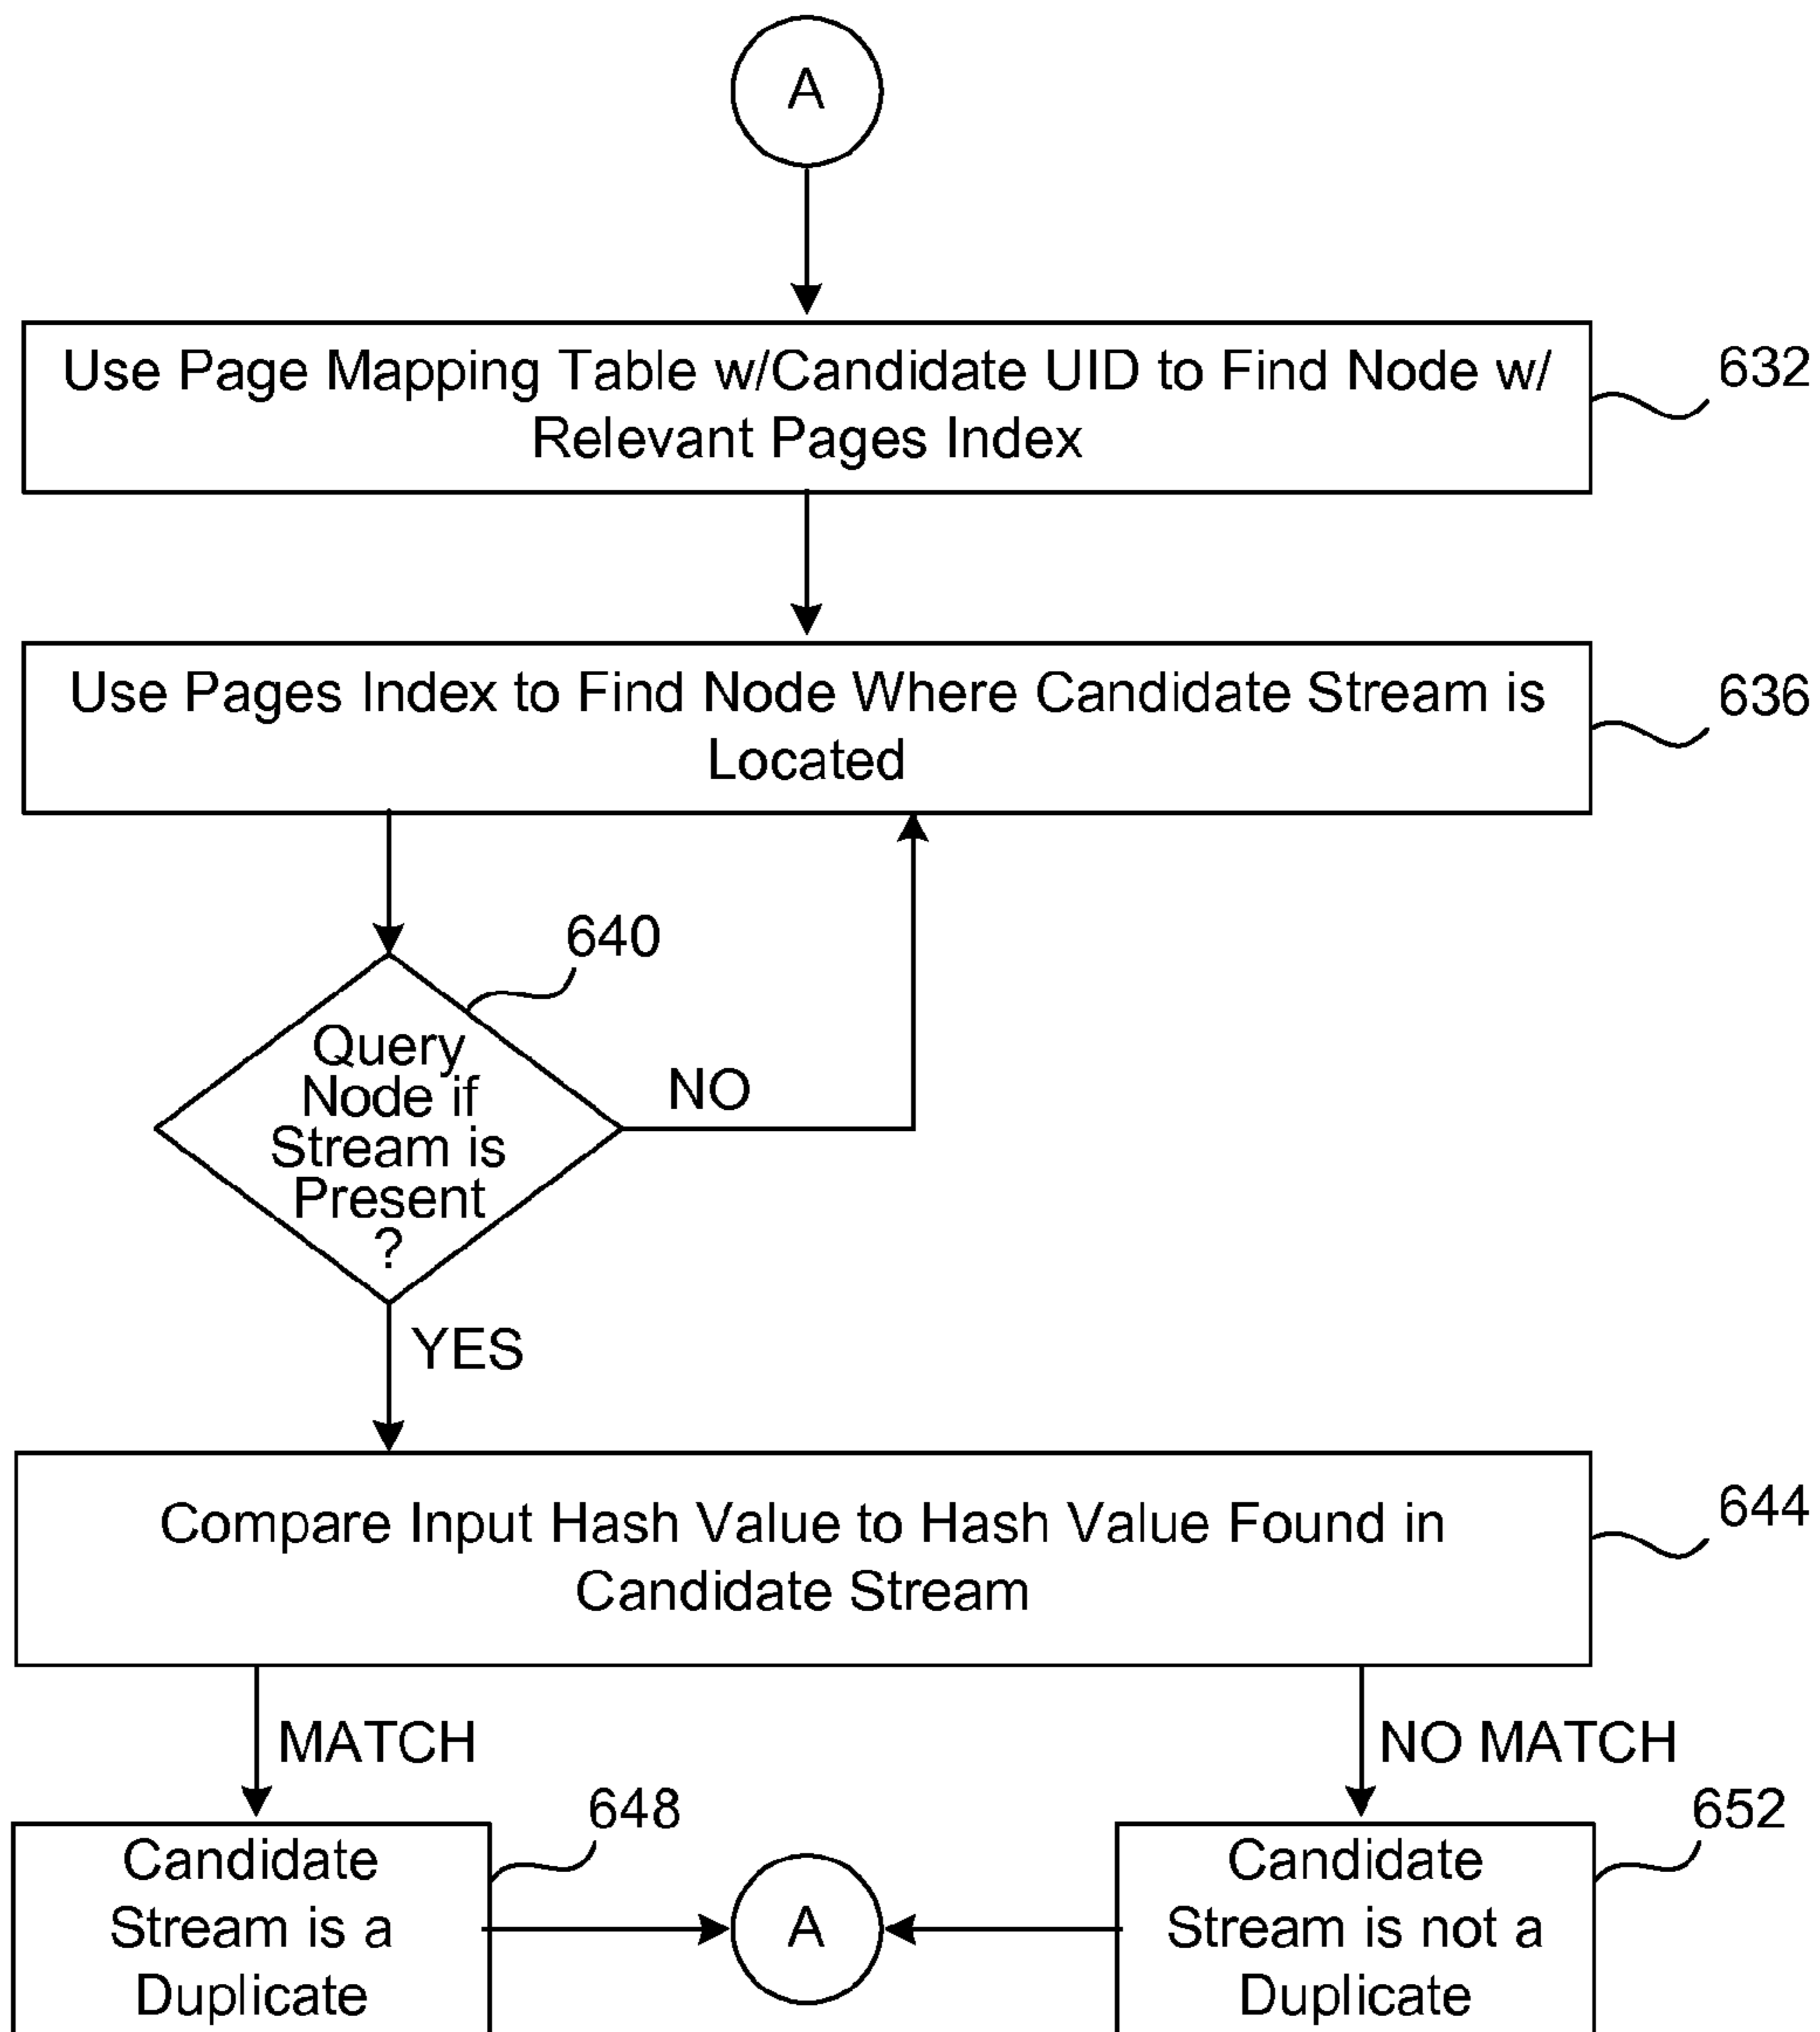 A
Use Page Mapping Table w/Candidate UID to Find Node w/
Relevant Pages Index
632
Use Pages Index to Find Node Where Candidate Stream is
Located
636
640
Query
Node if
Stream is
Present
?
NO
YES
Compare Input Hash Value to Hash Value Found in
Candidate Stream
644
MATCH
NO MATCH
648
652
Candidate
Stream is a
Duplicate
A
Candidate
Stream is not a
Duplicate